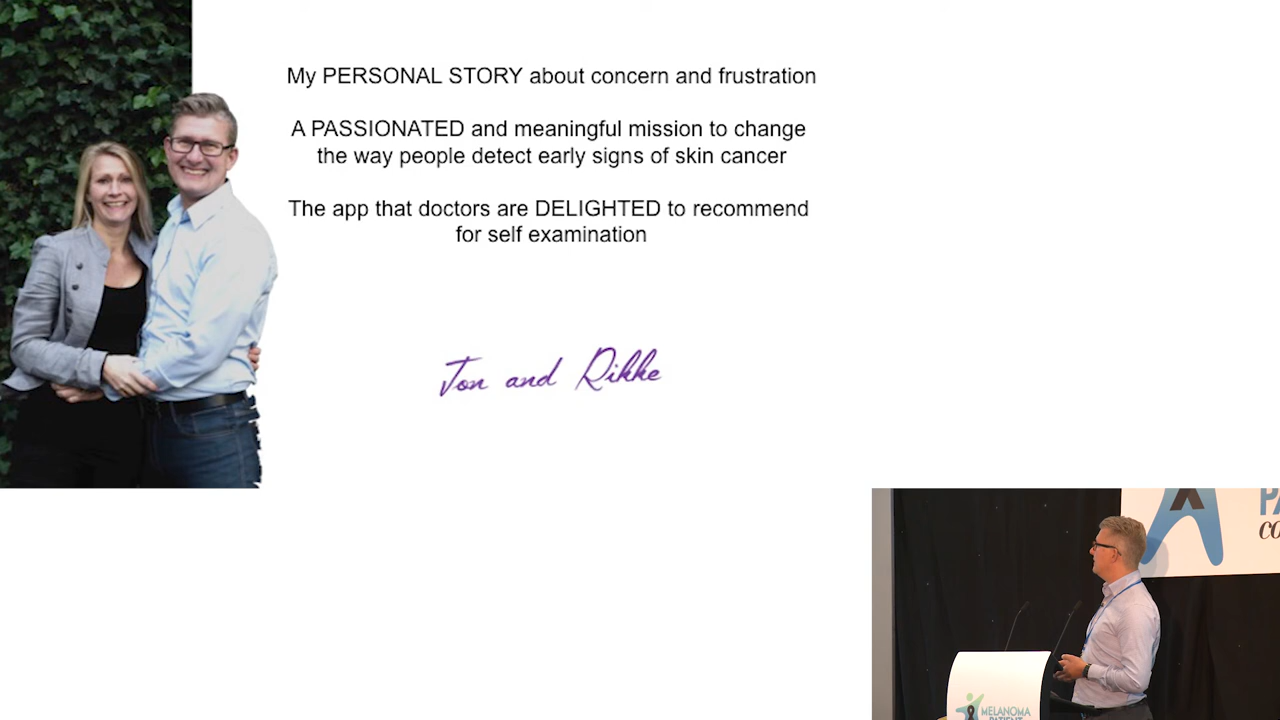 My PERSONAL STORY about concern and frustration
A PASSIONATED and meaningful mission to change
the way people detect early signs of skin cancer
The app that doctors are DELIGHTED to recommend
for self examination
Jon and Rikke
PA
co
MELANOMA
PATIENT